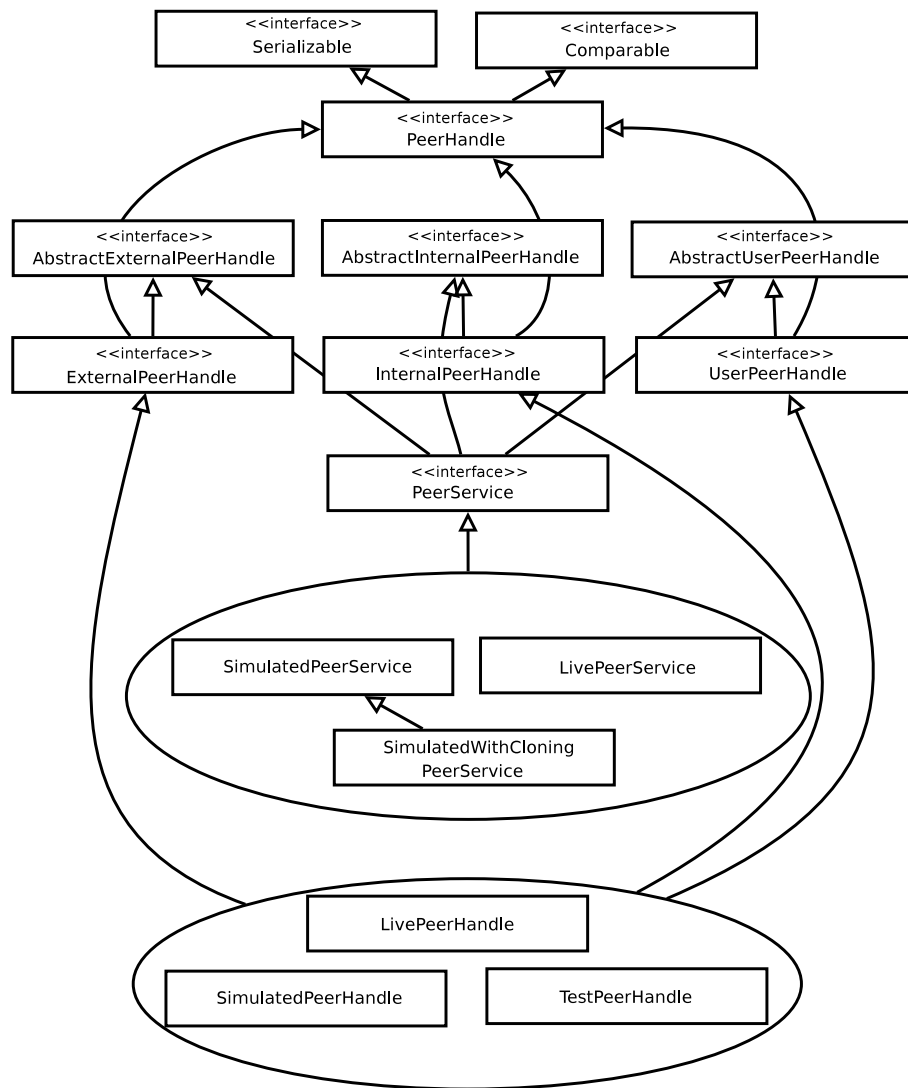 <<interface>>
Serializable
<<interface>>
Comparable
<<interface>>
PeerHandle
<<interface>>
AbstractExternalPeerHandle
<<interface>>
AbstractInternalPeerHandle
<<interface>>
AbstractUserPeerHandle
<<interface>>
ExternalPeerHandle
<<interface>>
InternalPeerHandle
<<interface>>
UserPeerHandle
<<interface>>
PeerService
SimulatedPeerService
LivePeerService
SimulatedWithCloning
PeerService
LivePeerHandle
SimulatedPeerHandle
TestPeerHandle